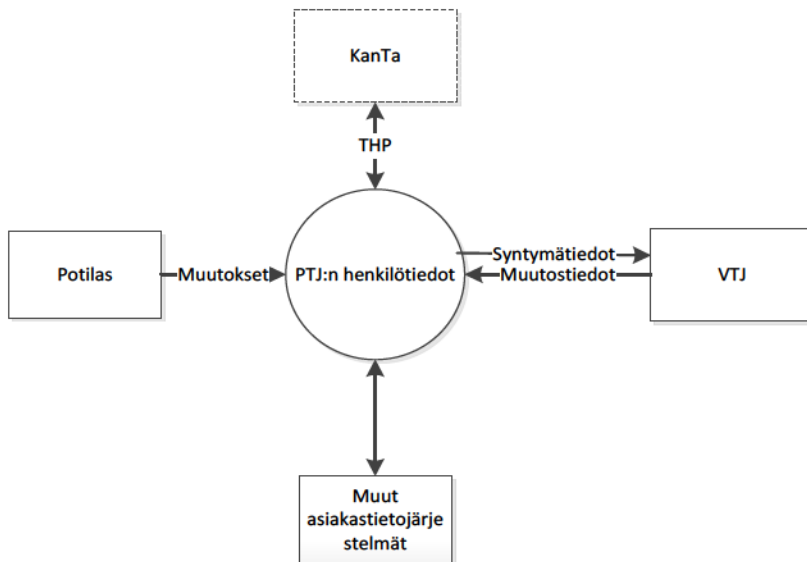 KanTa
THP
Potilas
Muutokset
PTJ:n henkilötiedot
Syntymätiedot
Muutostiedot
VTJ
Muut
asiakastietojärje
stelmät